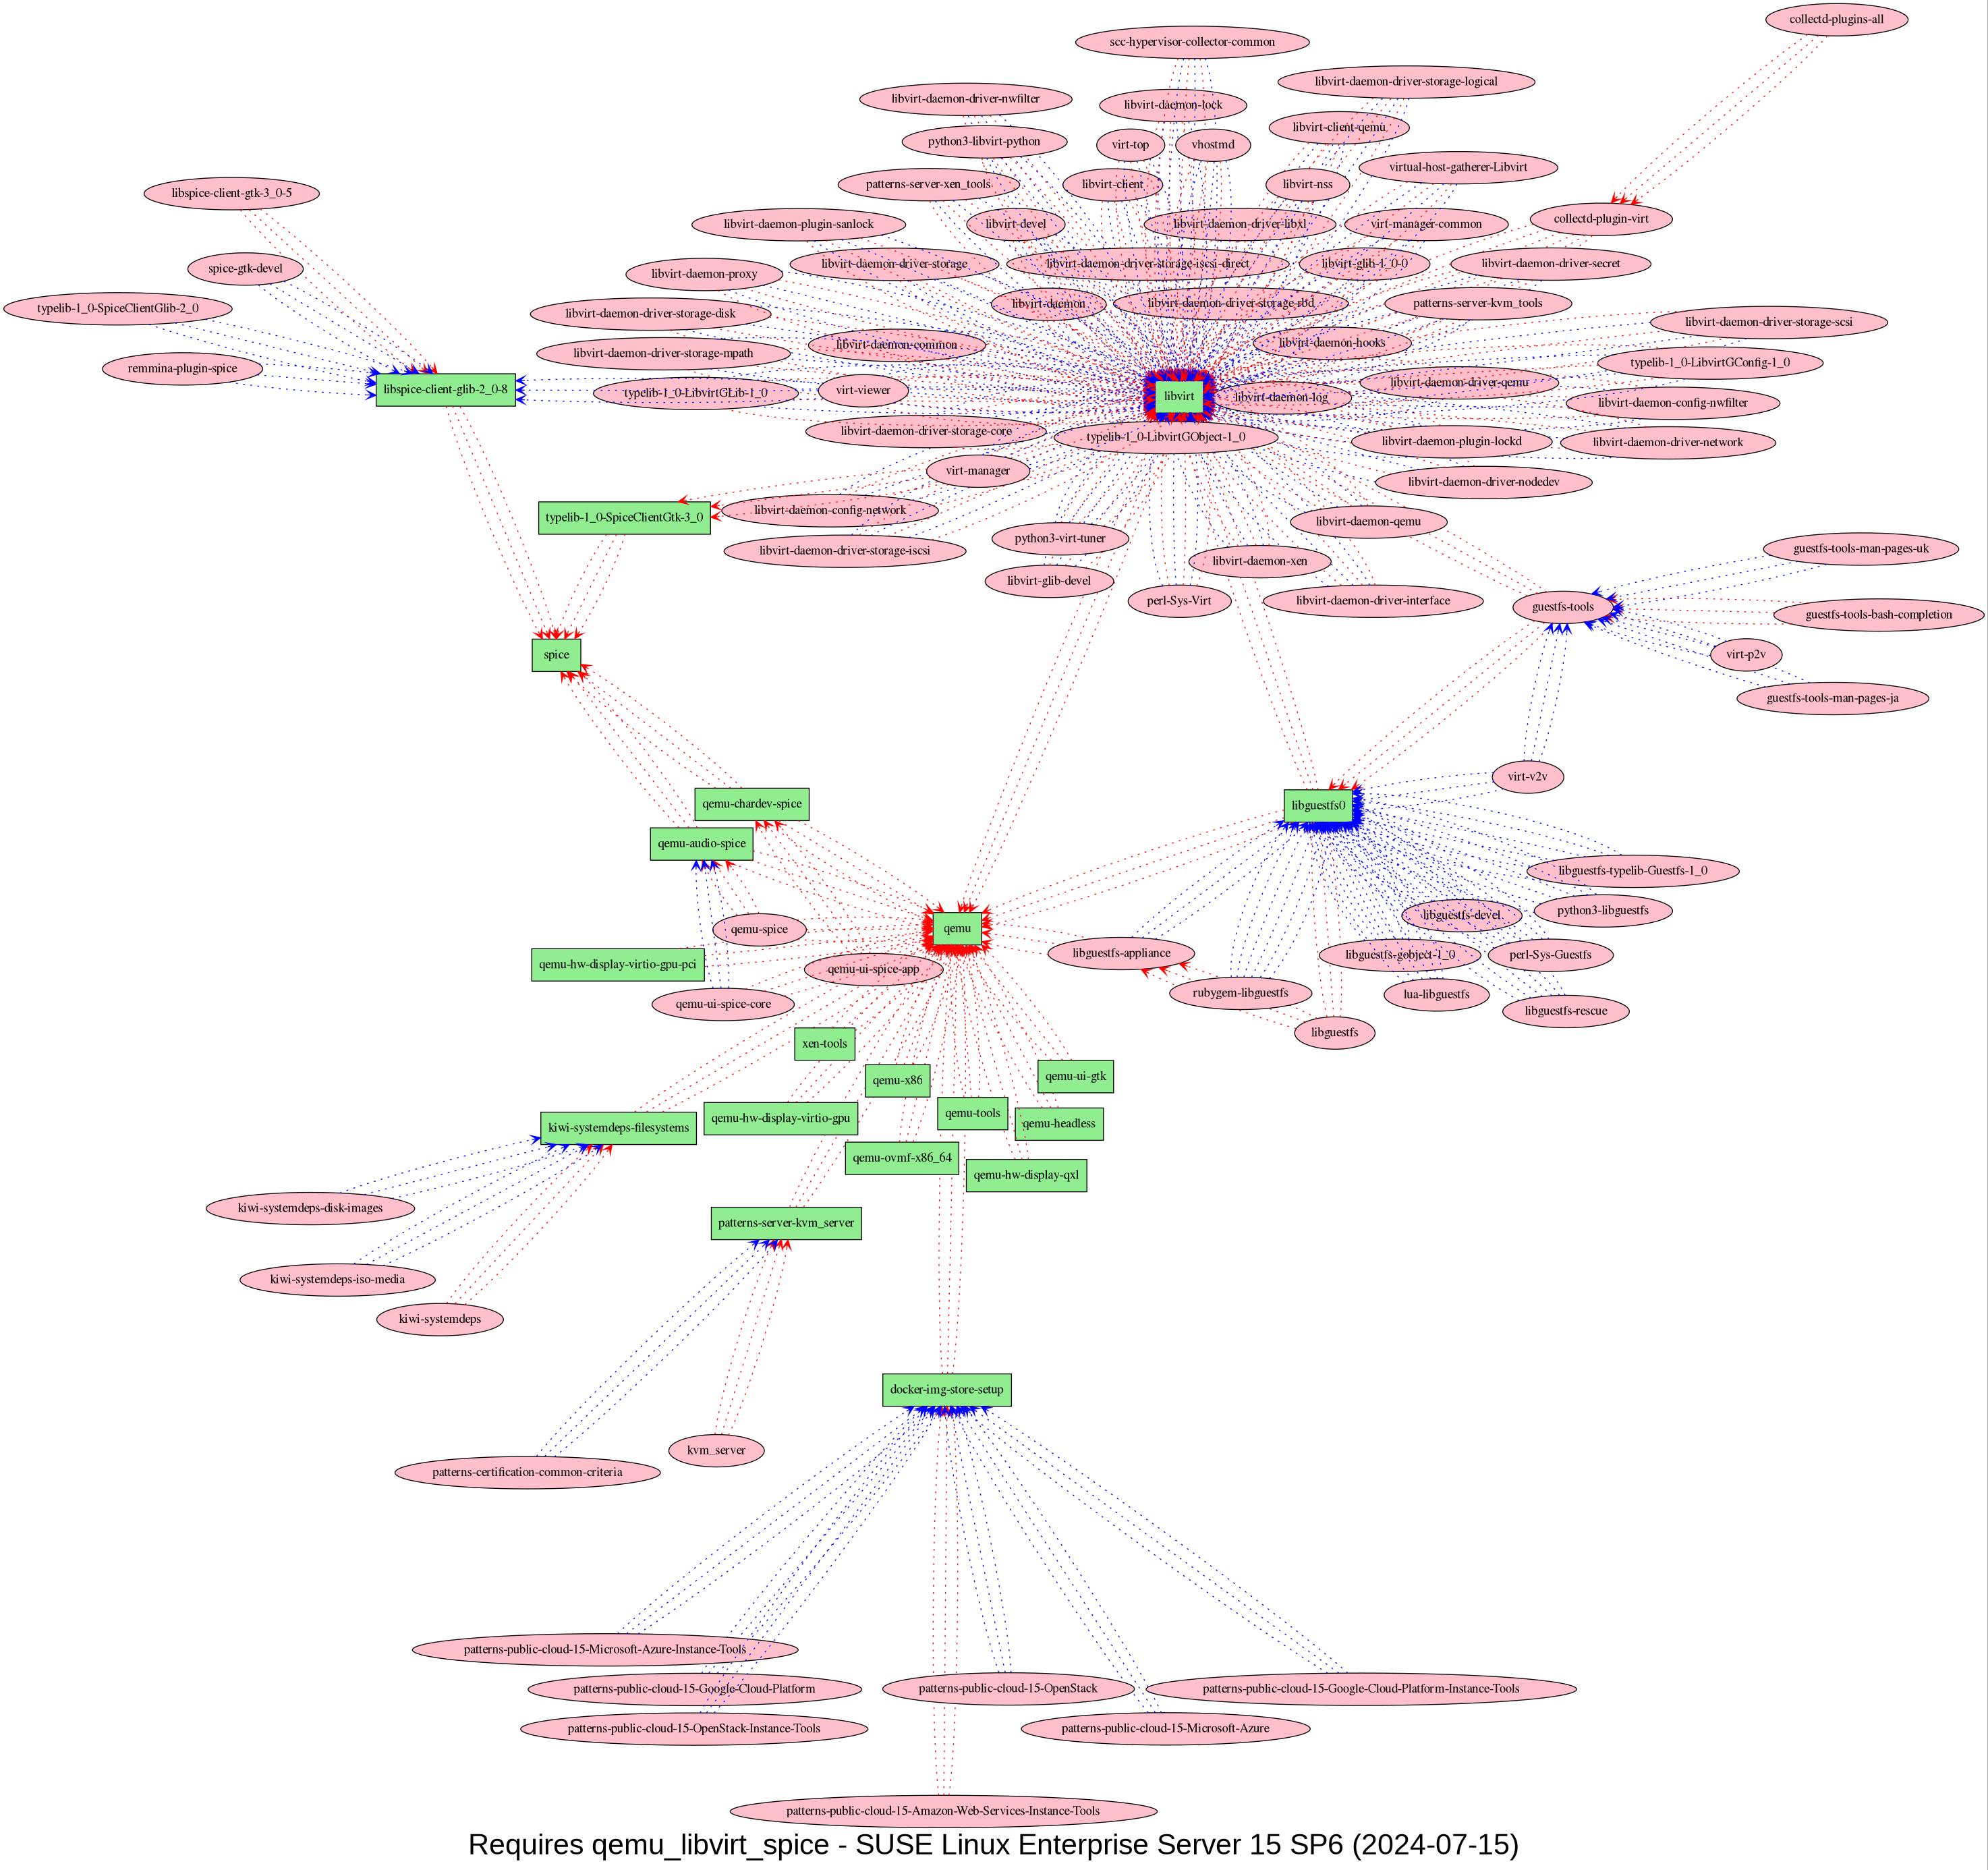 collectd-plugins-all
scc-hypervisor-collector-common
libvirt-daemon-driver-storage-logical
libvirt-daemon-driver-nwfilter
libvirt-daemon-lock
libvirt-client-qemu
python3-libvirt-python
virt-top
vhostmd
virtual-host-gatherer-Libvirt
libspice-client-gtk-3_0-5
patterns-server-xen_tools
libvirt-client
libvirt-nss
libvirt-daemon-plugin-sanlock
libvirt-devel
libvirt-daemon-driver-libxl
virt-manager-common
collectd-plugin-virt
spice-gtk-devel
libvirt-daemon-proxy
libvirt-daemon-driver-storage
libvirt-daemon-driver-storage-iscsi-direct
libvirt-glib-1_0-0
libvirt-daemon-driver-secret
typelib-1_0-SpiceClientGlib-2_0
libvirt-daemon-driver-storage-disk
libvirt-daemon
libvirt-daemon-driver-storage-rbd
patterns-server-kvm_tools
libvirt-daemon-driver-storage-scsi
remmina-plugin-spice
libvirt-daemon-driver-storage-mpath
libvirt-daemon-common
libvirt-daemon-hooks
typelib-1_0-LibvirtGConfig-1_0
libspice-client-glib-2_0-8
typelib-1_0-LibvirtGLib-1_0
virt-viewer
libvirt
libvirt-daemon-log
libvirt-daemon-driver-qemu
libvirt-daemon-config-nwfilter
libvirt-daemon-driver-storage-core
typelib-1_0-LibvirtGObject-1_0
libvirt-daemon-plugin-lockd
libvirt-daemon-driver-network
virt-manager
libvirt-daemon-driver-nodedev
typelib-1_0-SpiceClientGtk-3_0
libvirt-daemon-config-network
libvirt-daemon-qemu
libvirt-daemon-driver-storage-iscsi
python3-virt-tuner
libvirt-daemon-xen
guestfs-tools-man-pages-uk
libvirt-glib-devel
perl-Sys-Virt
libvirt-daemon-driver-interface
guestfs-tools
guestfs-tools-bash-completion
spice
virt-p2v
guestfs-tools-man-pages-ja
virt-v2v
qemu-chardev-spice
libguestfs0
qemu-audio-spice
libguestfs-typelib-Guestfs-1_0
qemu-spice
qemu
libguestfs-devel
python3-libguestfs
qemu-hw-display-virtio-gpu-pci
qemu-ui-spice-app
libguestfs-appliance
libguestfs-gobject-1_0
perl-Sys-Guestfs
qemu-ui-spice-core
rubygem-libguestfs
lua-libguestfs
libguestfs-rescue
xen-tools
libguestfs
qemu-x86
qemu-ui-gtk
kiwi-systemdeps-filesystems
qemu-hw-display-virtio-gpu
qemu-tools
qemu-headless
qemu-ovmf-x86_64
qemu-hw-display-qxl
kiwi-systemdeps-disk-images
patterns-server-kvm_server
kiwi-systemdeps-iso-media
kiwi-systemdeps
docker-img-store-setup
kvm_server
patterns-certification-common-criteria
patterns-public-cloud-15-Microsoft-Azure-Instance-Tools
patterns-public-cloud-15-Google-Cloud-Platform
patterns-public-cloud-15-OpenStack
patterns-public-cloud-15-Google-Cloud-Platform-Instance-Tools
patterns-public-cloud-15-OpenStack-Instance-Tools
patterns-public-cloud-15-Microsoft-Azure
patterns-public-cloud-15-Amazon-Web-Services-Instance-Tools
Requires qemu_libvirt_spice - SUSE Linux Enterprise Server 15 SP6 (2024-07-15)